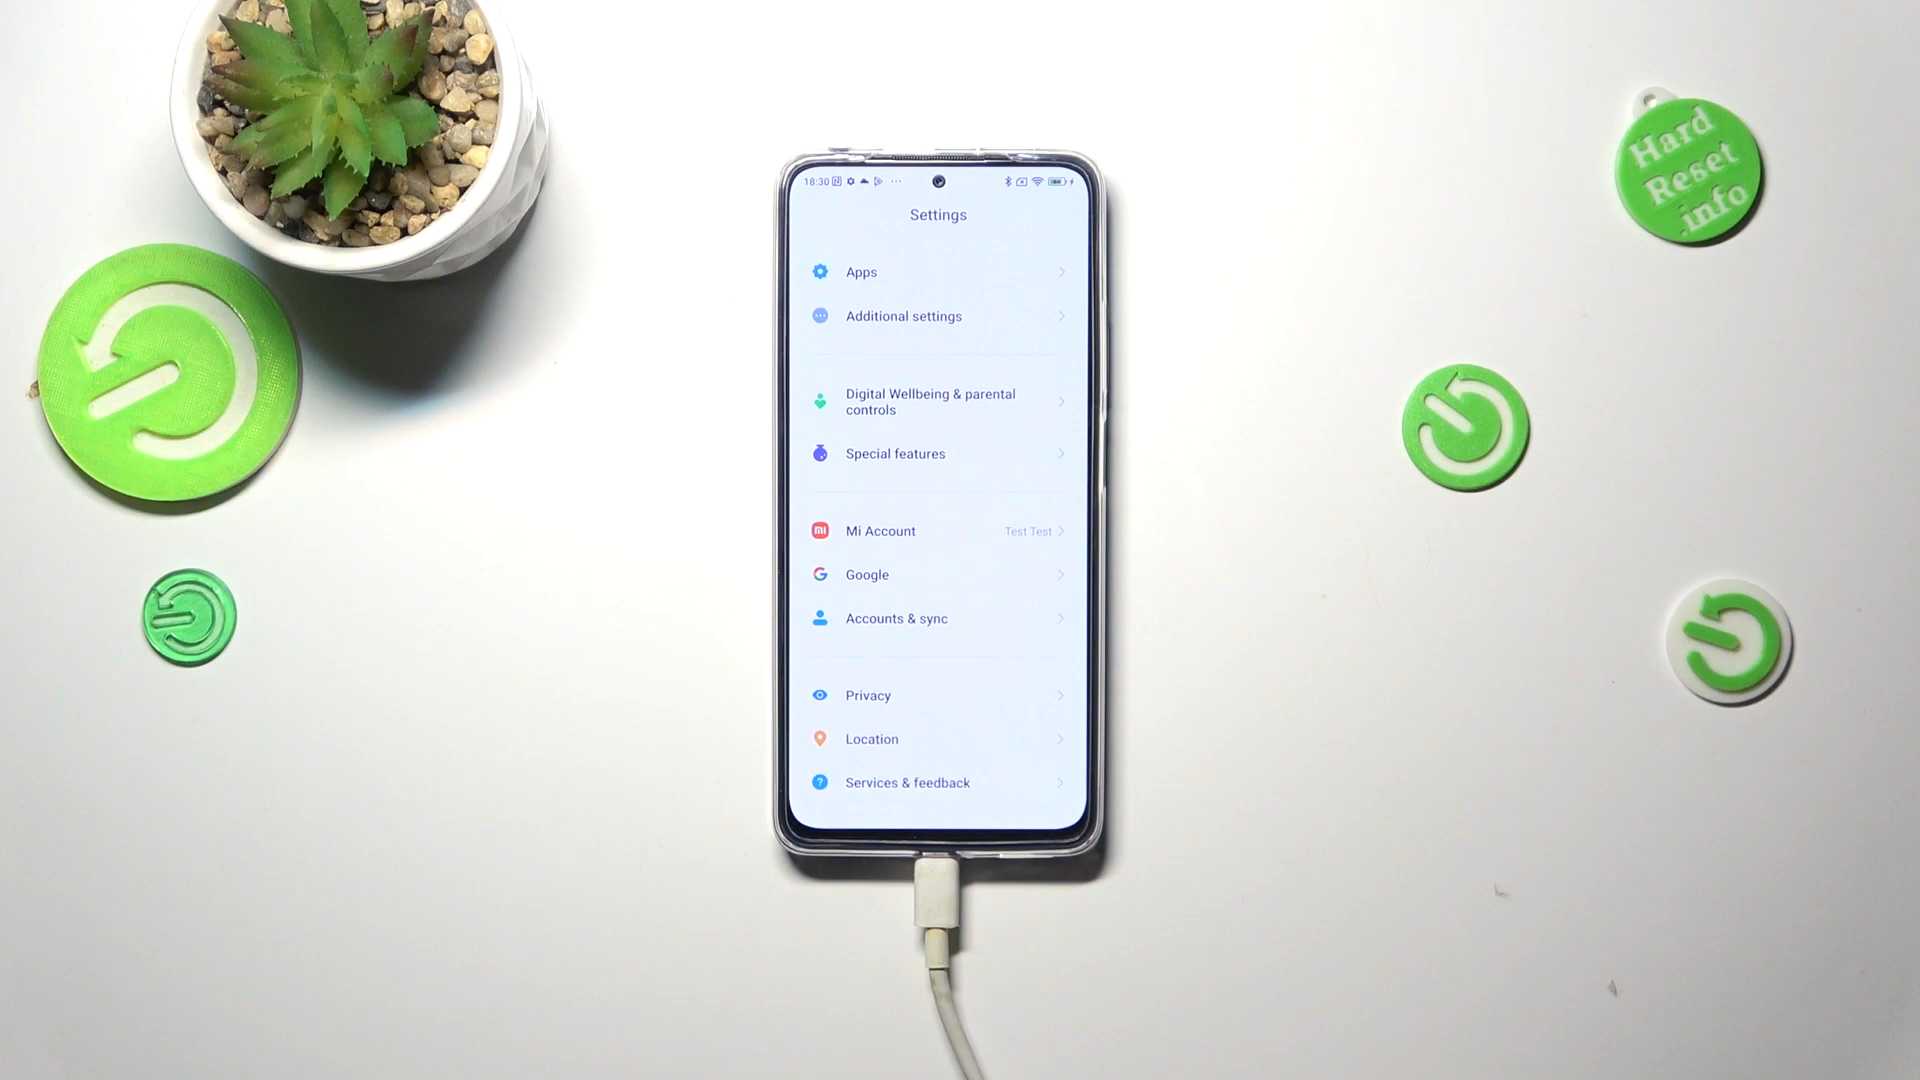 18:30
Settings
Apps
Additional settings
Digital Wellbeing & parental
controls
Special features
mi
Mi Account
Test Test
Google
Accounts & sync
Privacy
Location
Services & feedback
Hard
Reset
.info